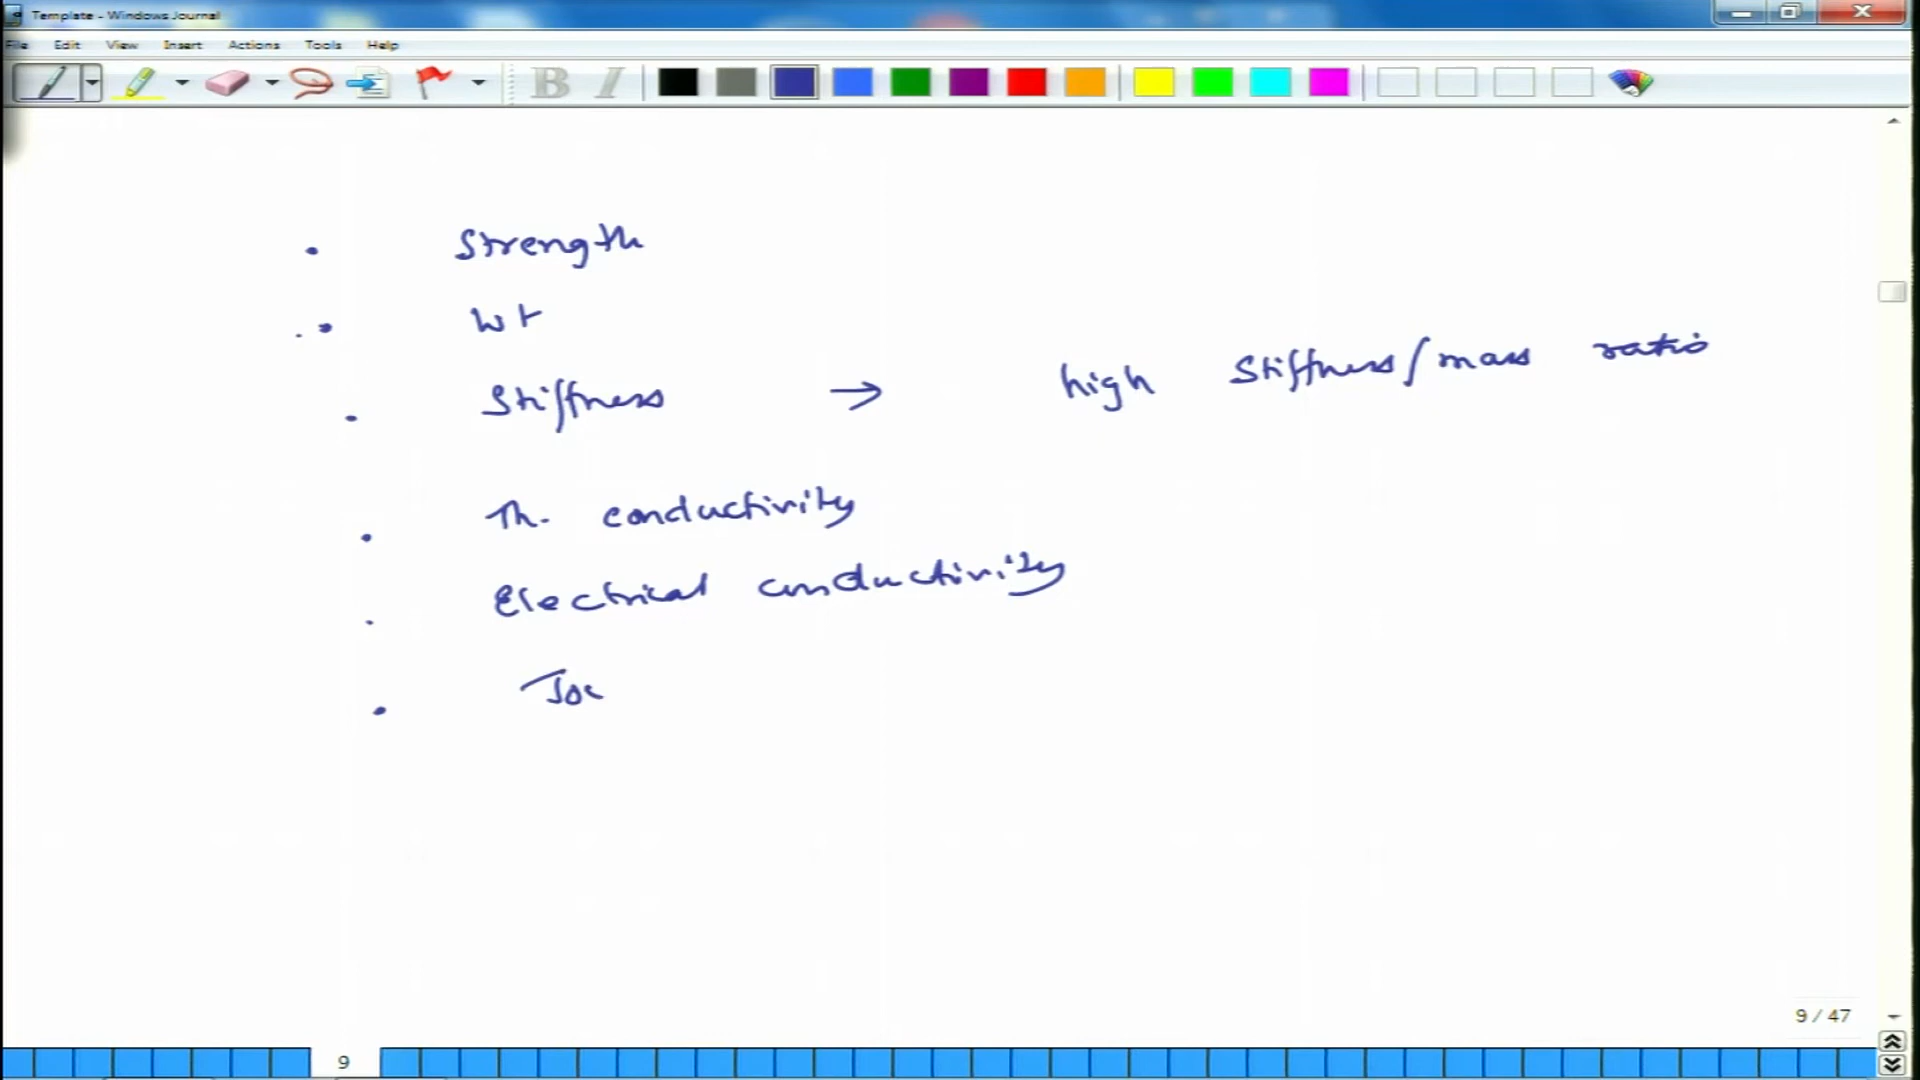 Template - Windows Journal
File Edit View Insert Actions Tools Help
B I
• Strength
• Wt
• Stiffness → high Stiffness/mass ratio
• Th. conductivity
• Electrical conductivity
•
9 / 47
9